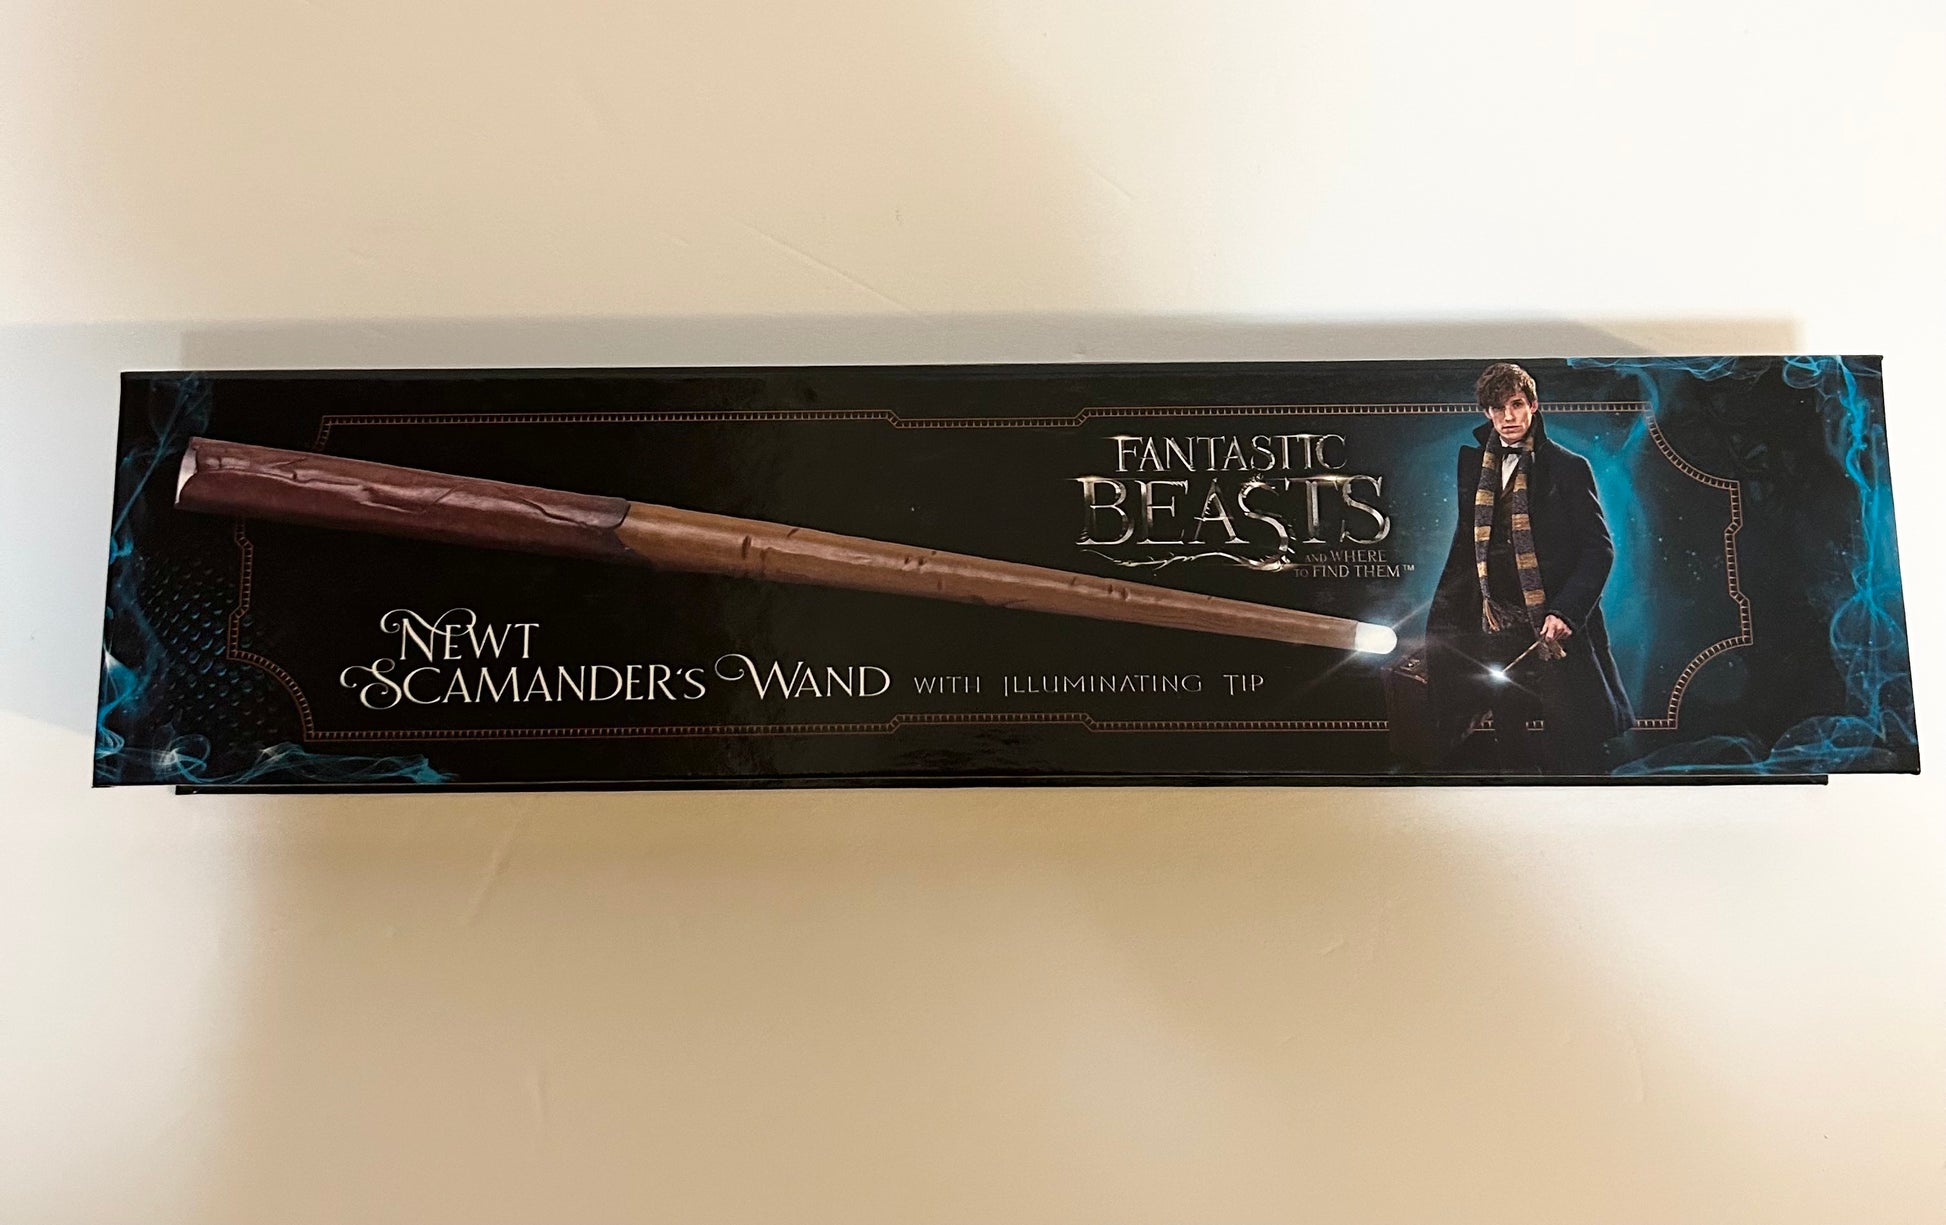 FANTASTIC
BEASTS
AND WHERE
TO FIND THEM™
NEWT
SCAMANDER'S WAND WITH ILLUMINATING TIP